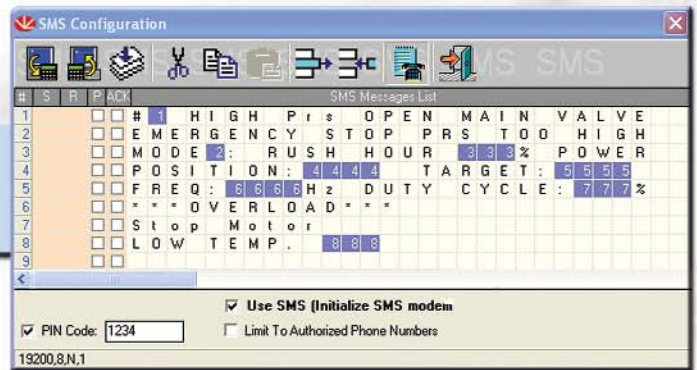 SMS Configuration
SMS SMS
# S R P ACK SMS Messages List
1 # 1 HIGH Prs OPEN MAIN VALVE
2 EMERGENCY STOP PRS TOO HIGH
3 MODE 2: RUSH HOUR 333% POWER
4 POSITION: 4444 TARGET: 5555
5 FREQ: 6666Hz DUTY CYCLE: 777%
6 ***OVERLOAD***
7 Stop Motor
8 LOW TEMP. 888
9
Use SMS (Initialize SMS modem
PIN Code: 1234 Limit To Authorized Phone Numbers
19200,8,N,1